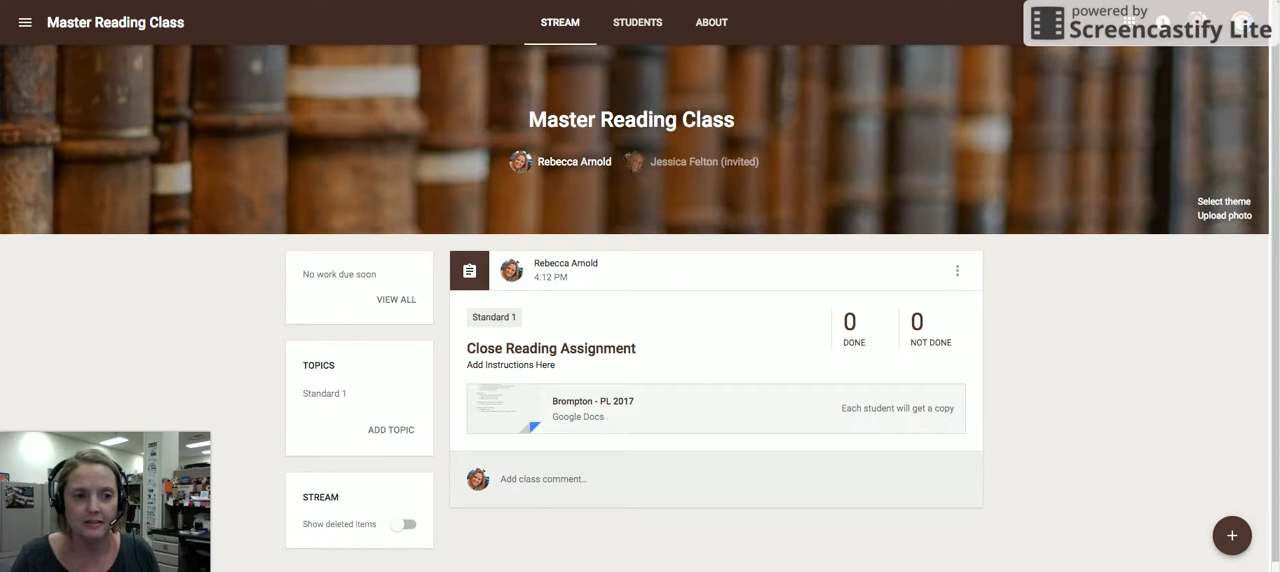 Master Reading Class
STREAM
STUDENTS
ABOUT
powered by
Screencastify Lite
Master Reading Class
Rebecca Arnold
Jessica Felton (invited)
Select theme
Upload photo
No work due soon
VIEW ALL
TOPICS
Standard 1
ADD TOPIC
STREAM
Show deleted items
Rebecca Arnold
4:12 PM
Standard 1
0
DONE
0
NOT DONE
Close Reading Assignment
Add Instructions Here
Brompton - PL 2017
Google Docs
Each student will get a copy
Add class comment...